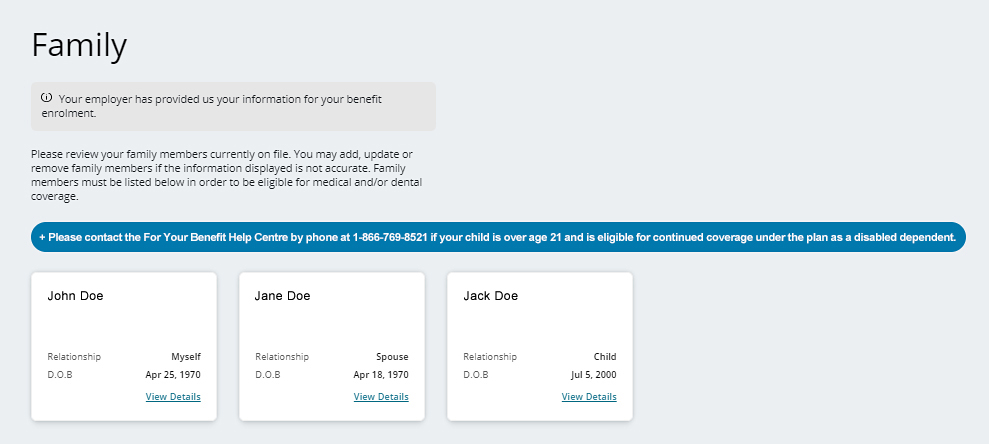 Family
Your employer has provided us your information for your benefit
enrolment.
Please review your family members currently on file. You may add, update or
remove family members if the information displayed is not accurate. Family
members must be listed below in order to be eligible for medical and/or dental
coverage.
+ Please contact the For Your Benefit Help Centre by phone at 1-866-769-8521 if your child is over age 21 and is eligible for continued coverage under the plan as a disabled dependent.
John Doe
Relationship Myself
D.O.B Apr 25, 1970
View Details
Jane Doe
Relationship Spouse
D.O.B Apr 18, 1970
View Details
Jack Doe
Relationship Child
D.O.B Jul 5, 2000
View Details